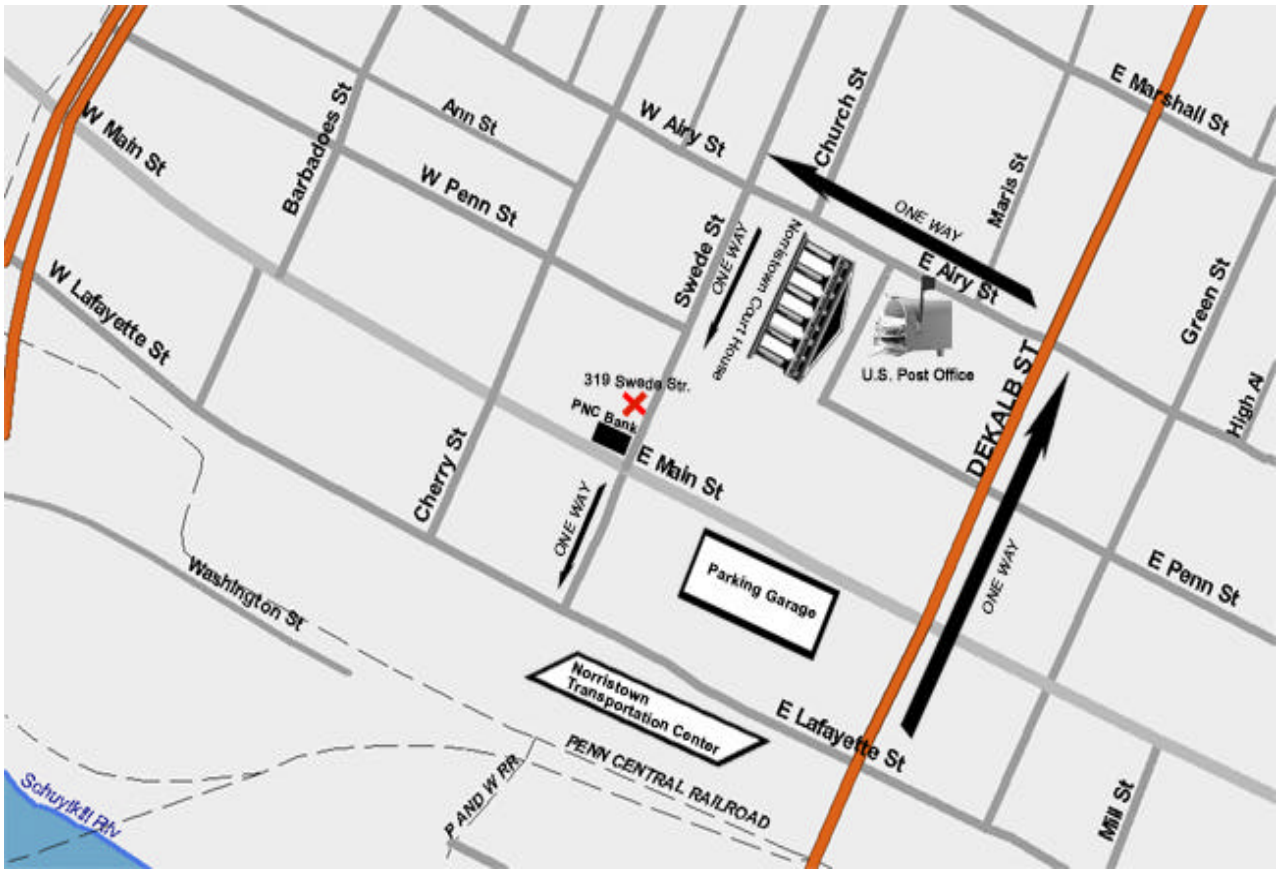 E Marshall St
W Main St
Barbadoes St
Ann St
W Airy St
Church St
Maris St
W Penn St
Swede St
ONE WAY
ONE WAY
Norristown Court House
E Airy St
Green St
W Lafayette St
U.S. Post Office
319 Swede Str.
PNC Bank
DEKALB ST
High Al
E Main St
Cherry St
ONE WAY
Parking Garage
ONE WAY
E Penn St
Washington St
Norristown
Transportation Center
E Lafayette St
PENN CENTRAL RAILROAD
P AND W RR
Mill St
Schuylkill Riv